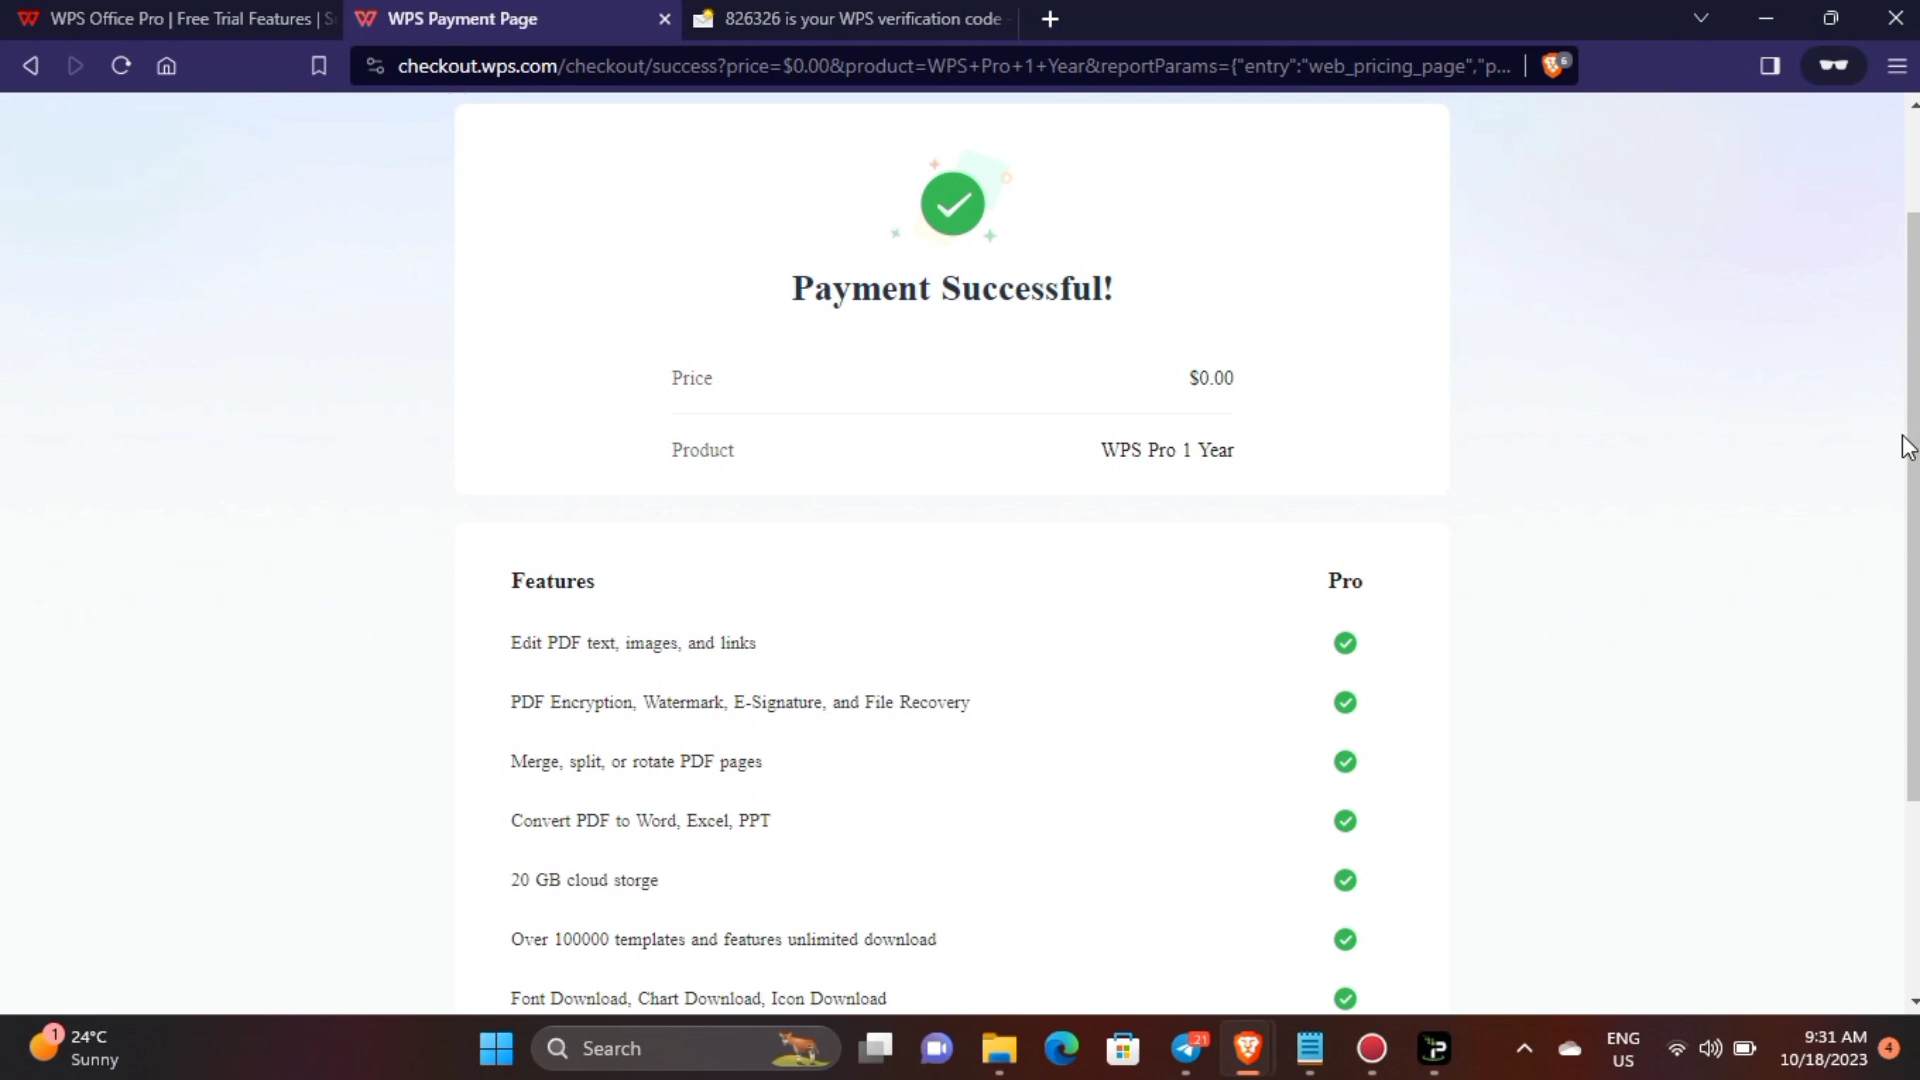 WPS Office Pro | Free Trial Features | S
WPS Payment Page
826326 is your WPS verification code
checkout.wps.com/checkout/success?price=$0.00&product=WPS+Pro+1+Year&reportParams={"entry":"web_pricing_page","p...
6
Payment Successful!
Price $0.00
Product WPS Pro 1 Year
Features Pro
Edit PDF text, images, and links
PDF Encryption, Watermark, E-Signature, and File Recovery
Merge, split, or rotate PDF pages
Convert PDF to Word, Excel, PPT
20 GB cloud storge
Over 100000 templates and features unlimited download
Font Download, Chart Download, Icon Download
1
24°C
Sunny
Search
21
ENG
US
9:31 AM
10/18/2023
4